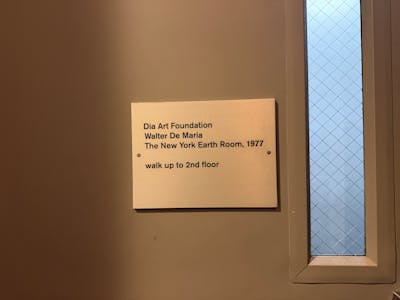 Dia Art Foundation
Walter De Maria
The New York Earth Room, 1977
walk up to 2nd floor